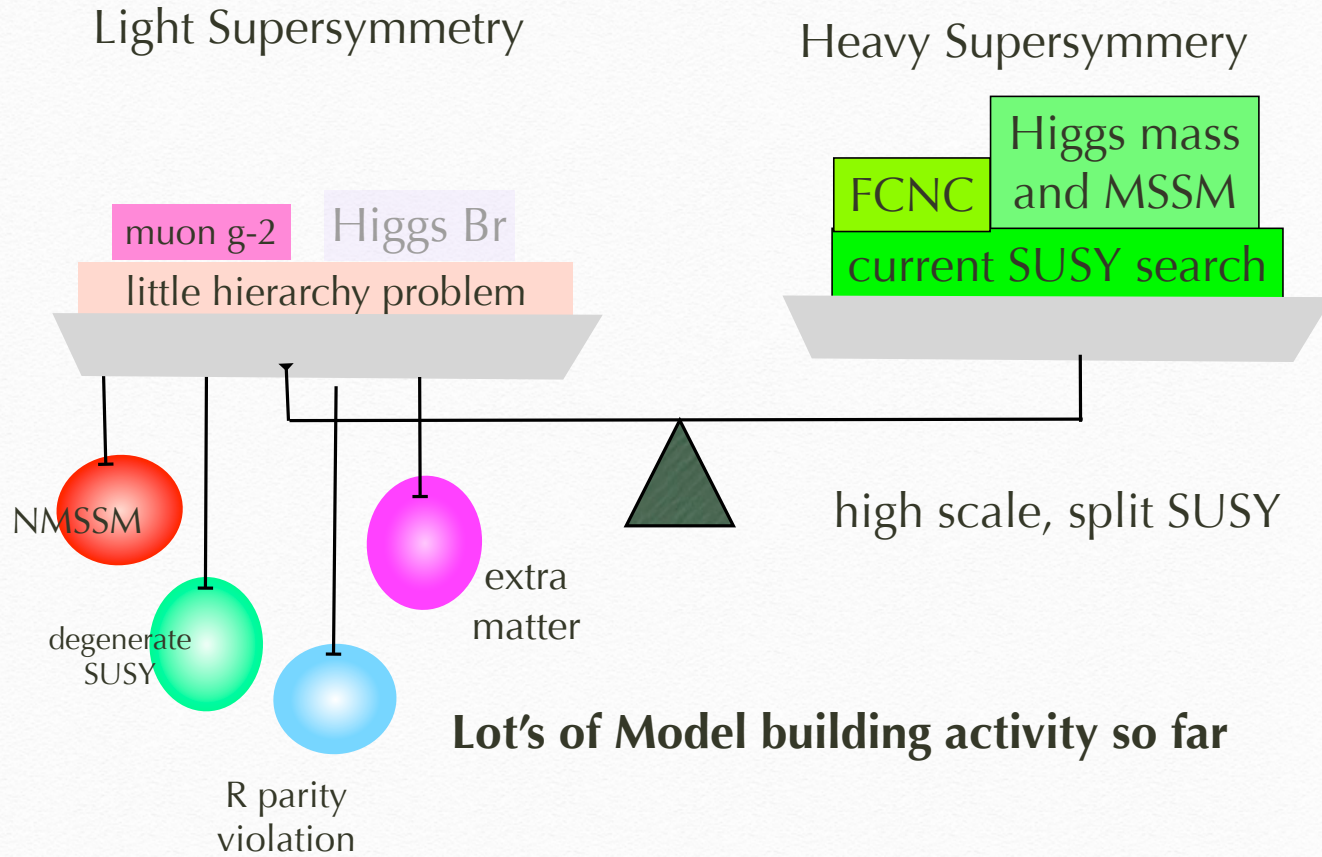 Light Supersymmetry
Heavy Supersymmery
Higgs mass
and MSSM
FCNC
muon g-2
Higgs Br
current SUSY search
little hierarchy problem
NMSSM
high scale, split SUSY
extra
matter
degenerate
SUSY
Lot's of Model building activity so far
R parity
violation